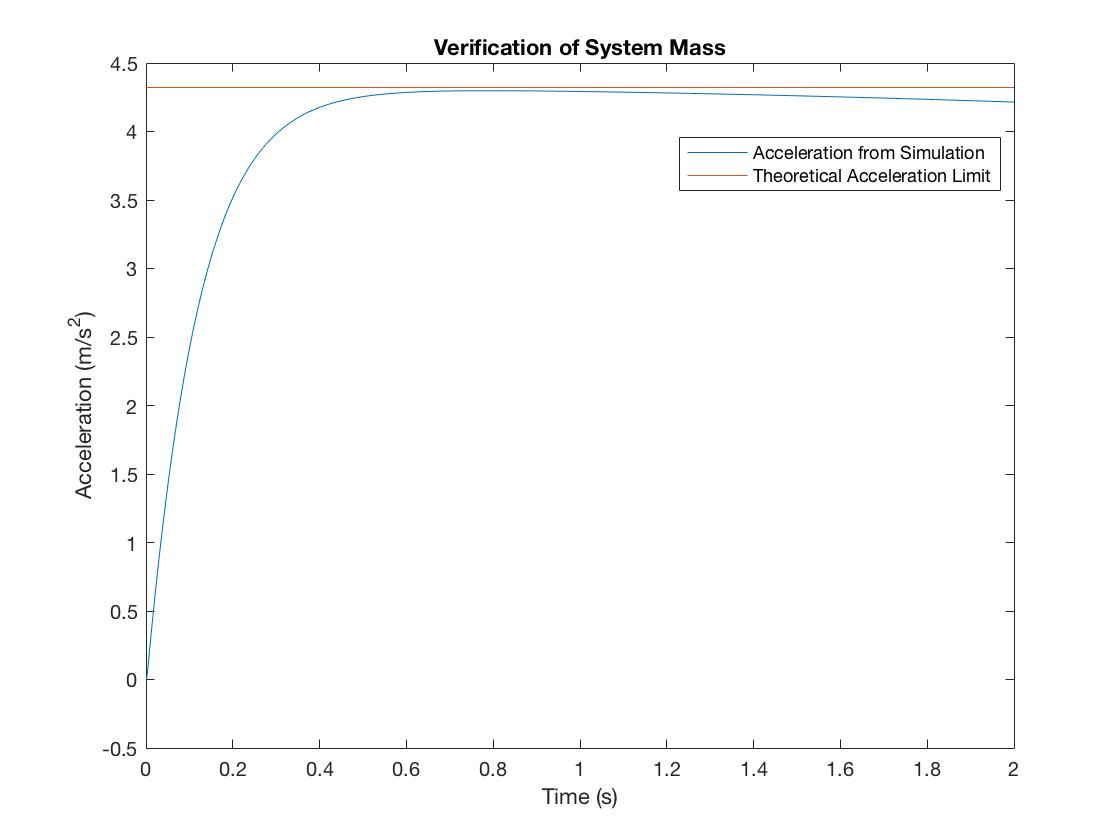 Verification of System Mass
4.5
4
3.5
3
2.5
2
1.5
1
0.5
0
-0.5
Acceleration (m/s²)
Acceleration from Simulation
Theoretical Acceleration Limit
0 0.2 0.4 0.6 0.8 1 1.2 1.4 1.6 1.8 2
Time (s)